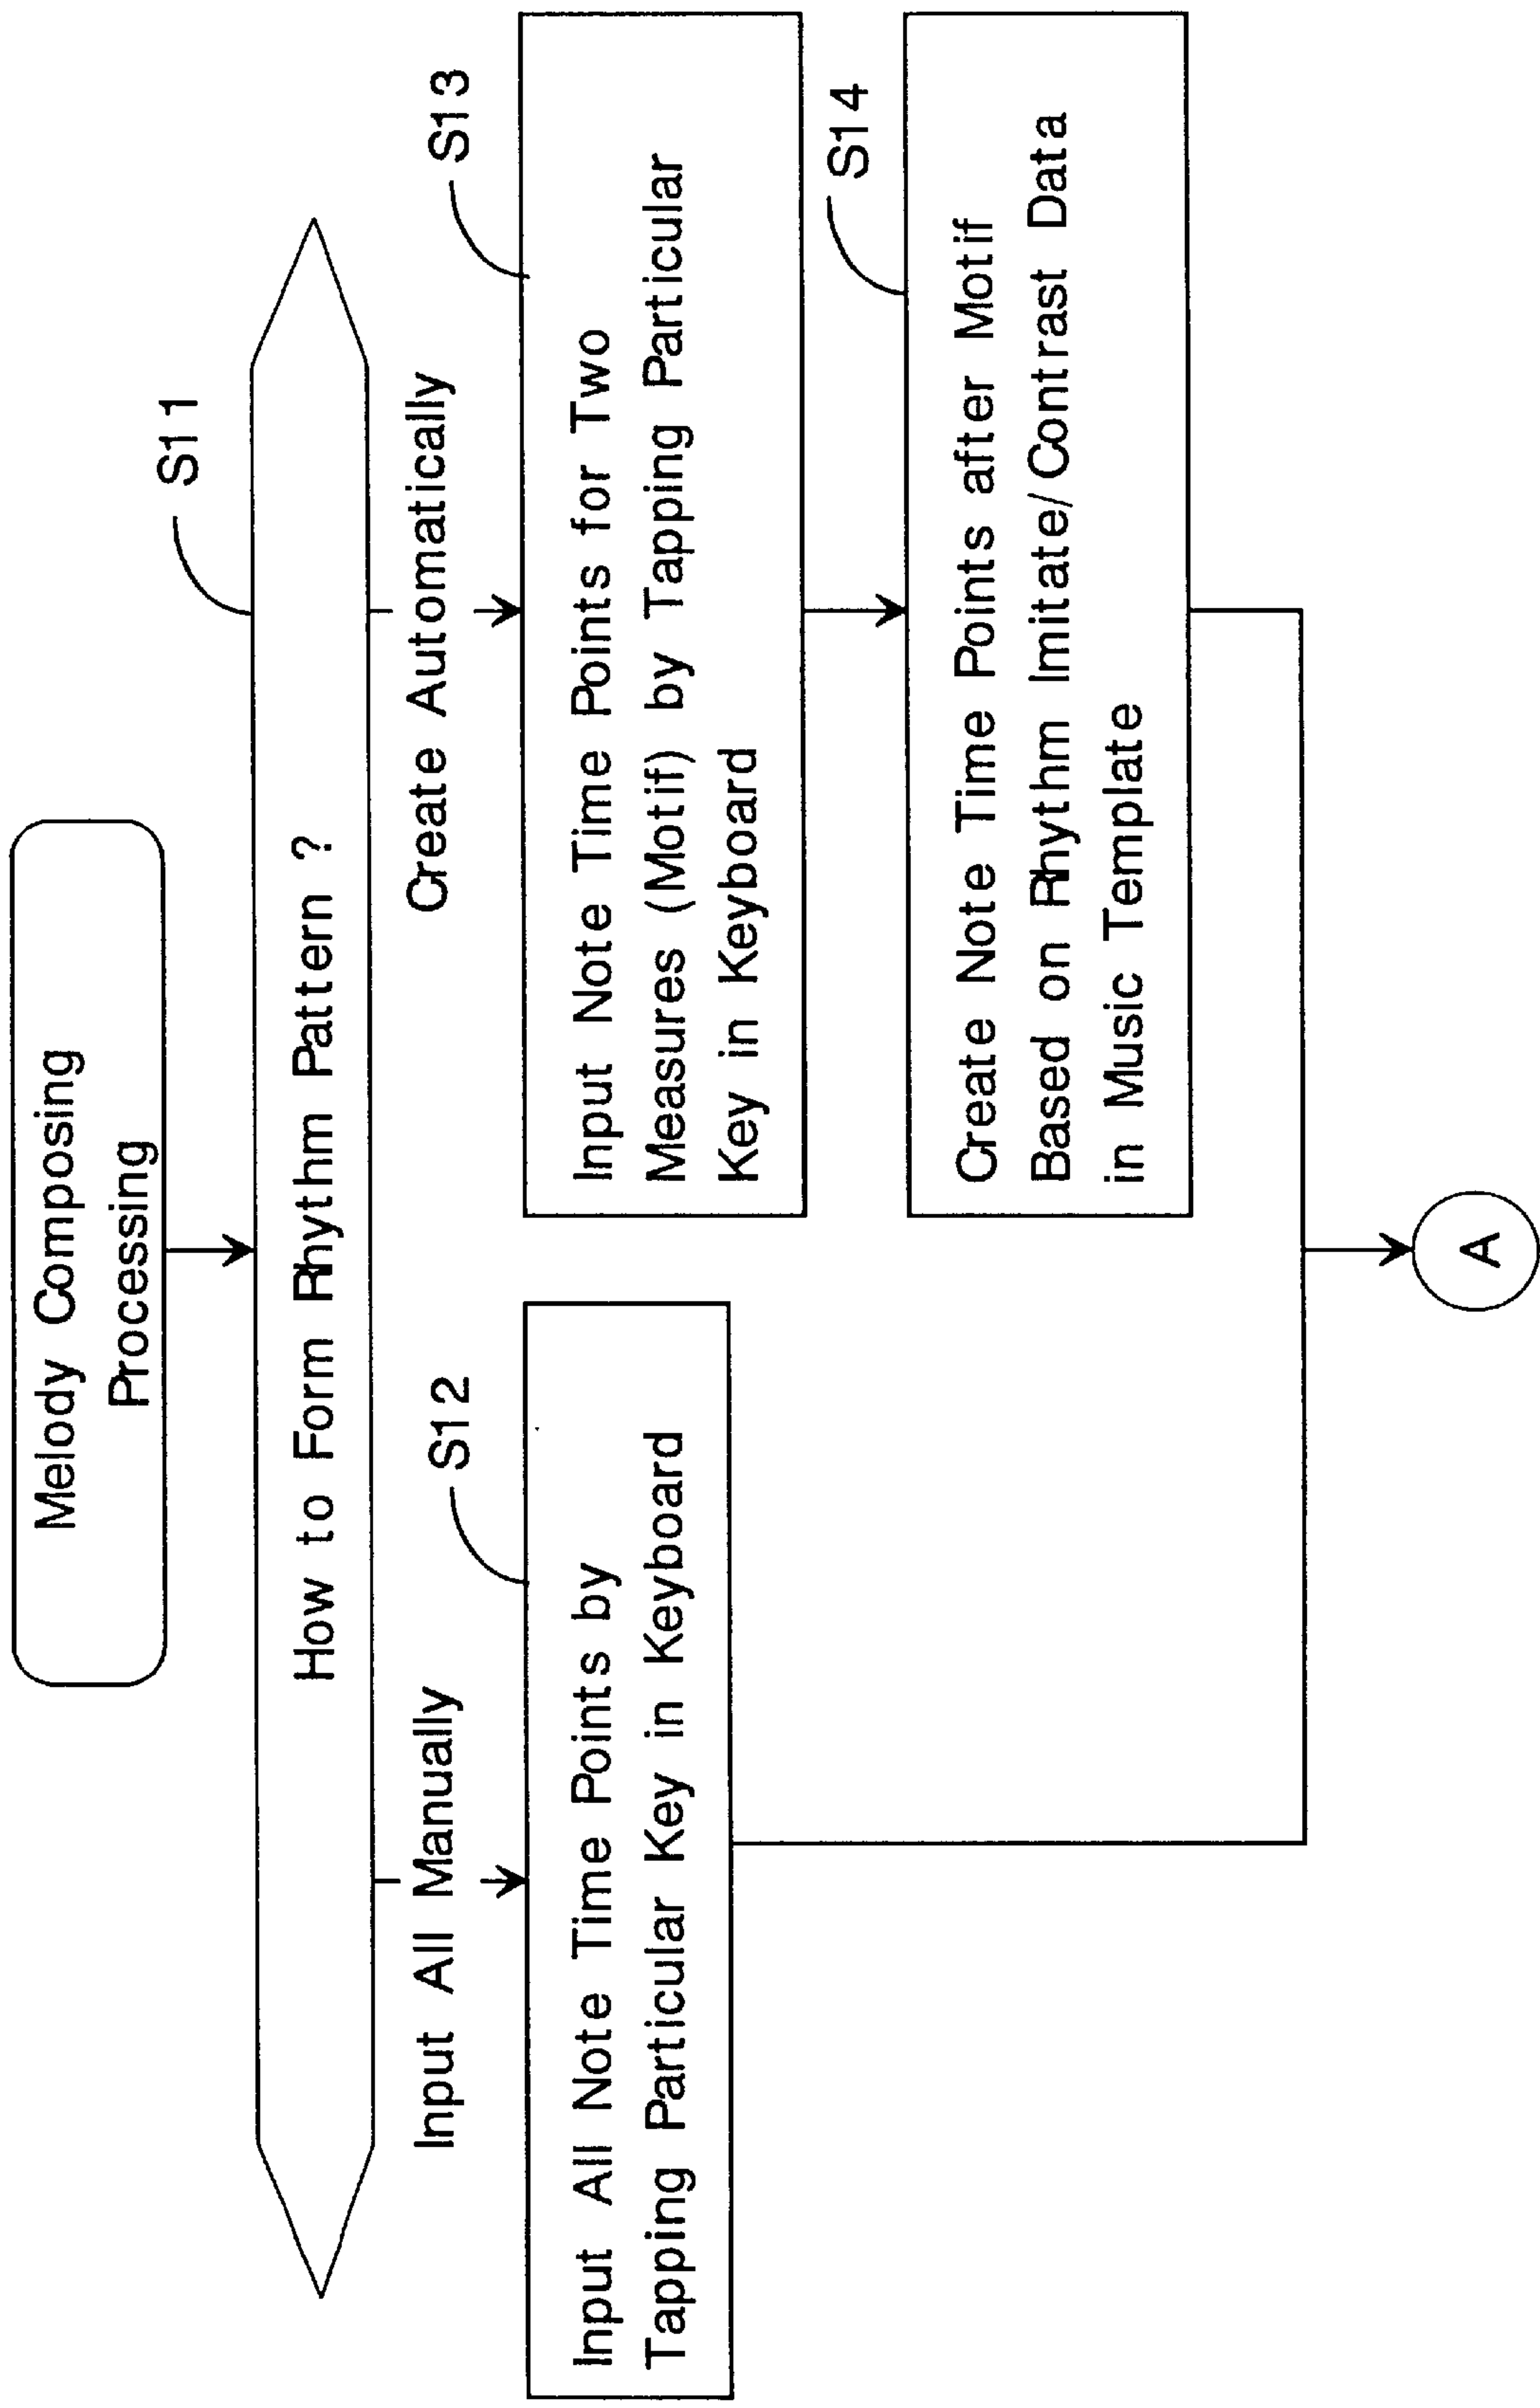 Melody Composing
Processing
S11
How to Form Rhythm Pattern ?
Input All Manually
Create Automatically
S12
Input All Note Time Points by
Tapping Particular Key in Keyboard
S13
Input Note Time Points for Two
Measures (Motif) by Tapping Particular
Key in Keyboard
S14
Create Note Time Points after Motif
Based on Rhythm Imitate/Contrast Data
in Music Template
A